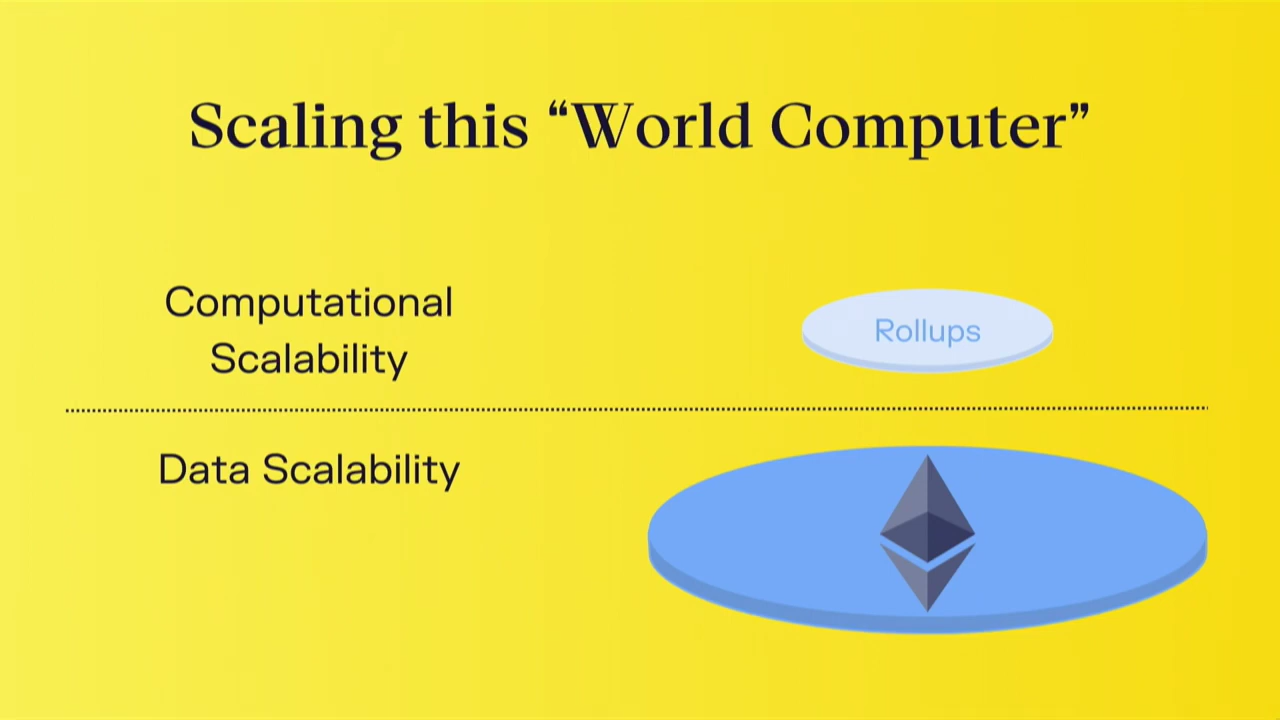 Scaling this “World Computer”
Computational
Scalability
Rollups
Data Scalability